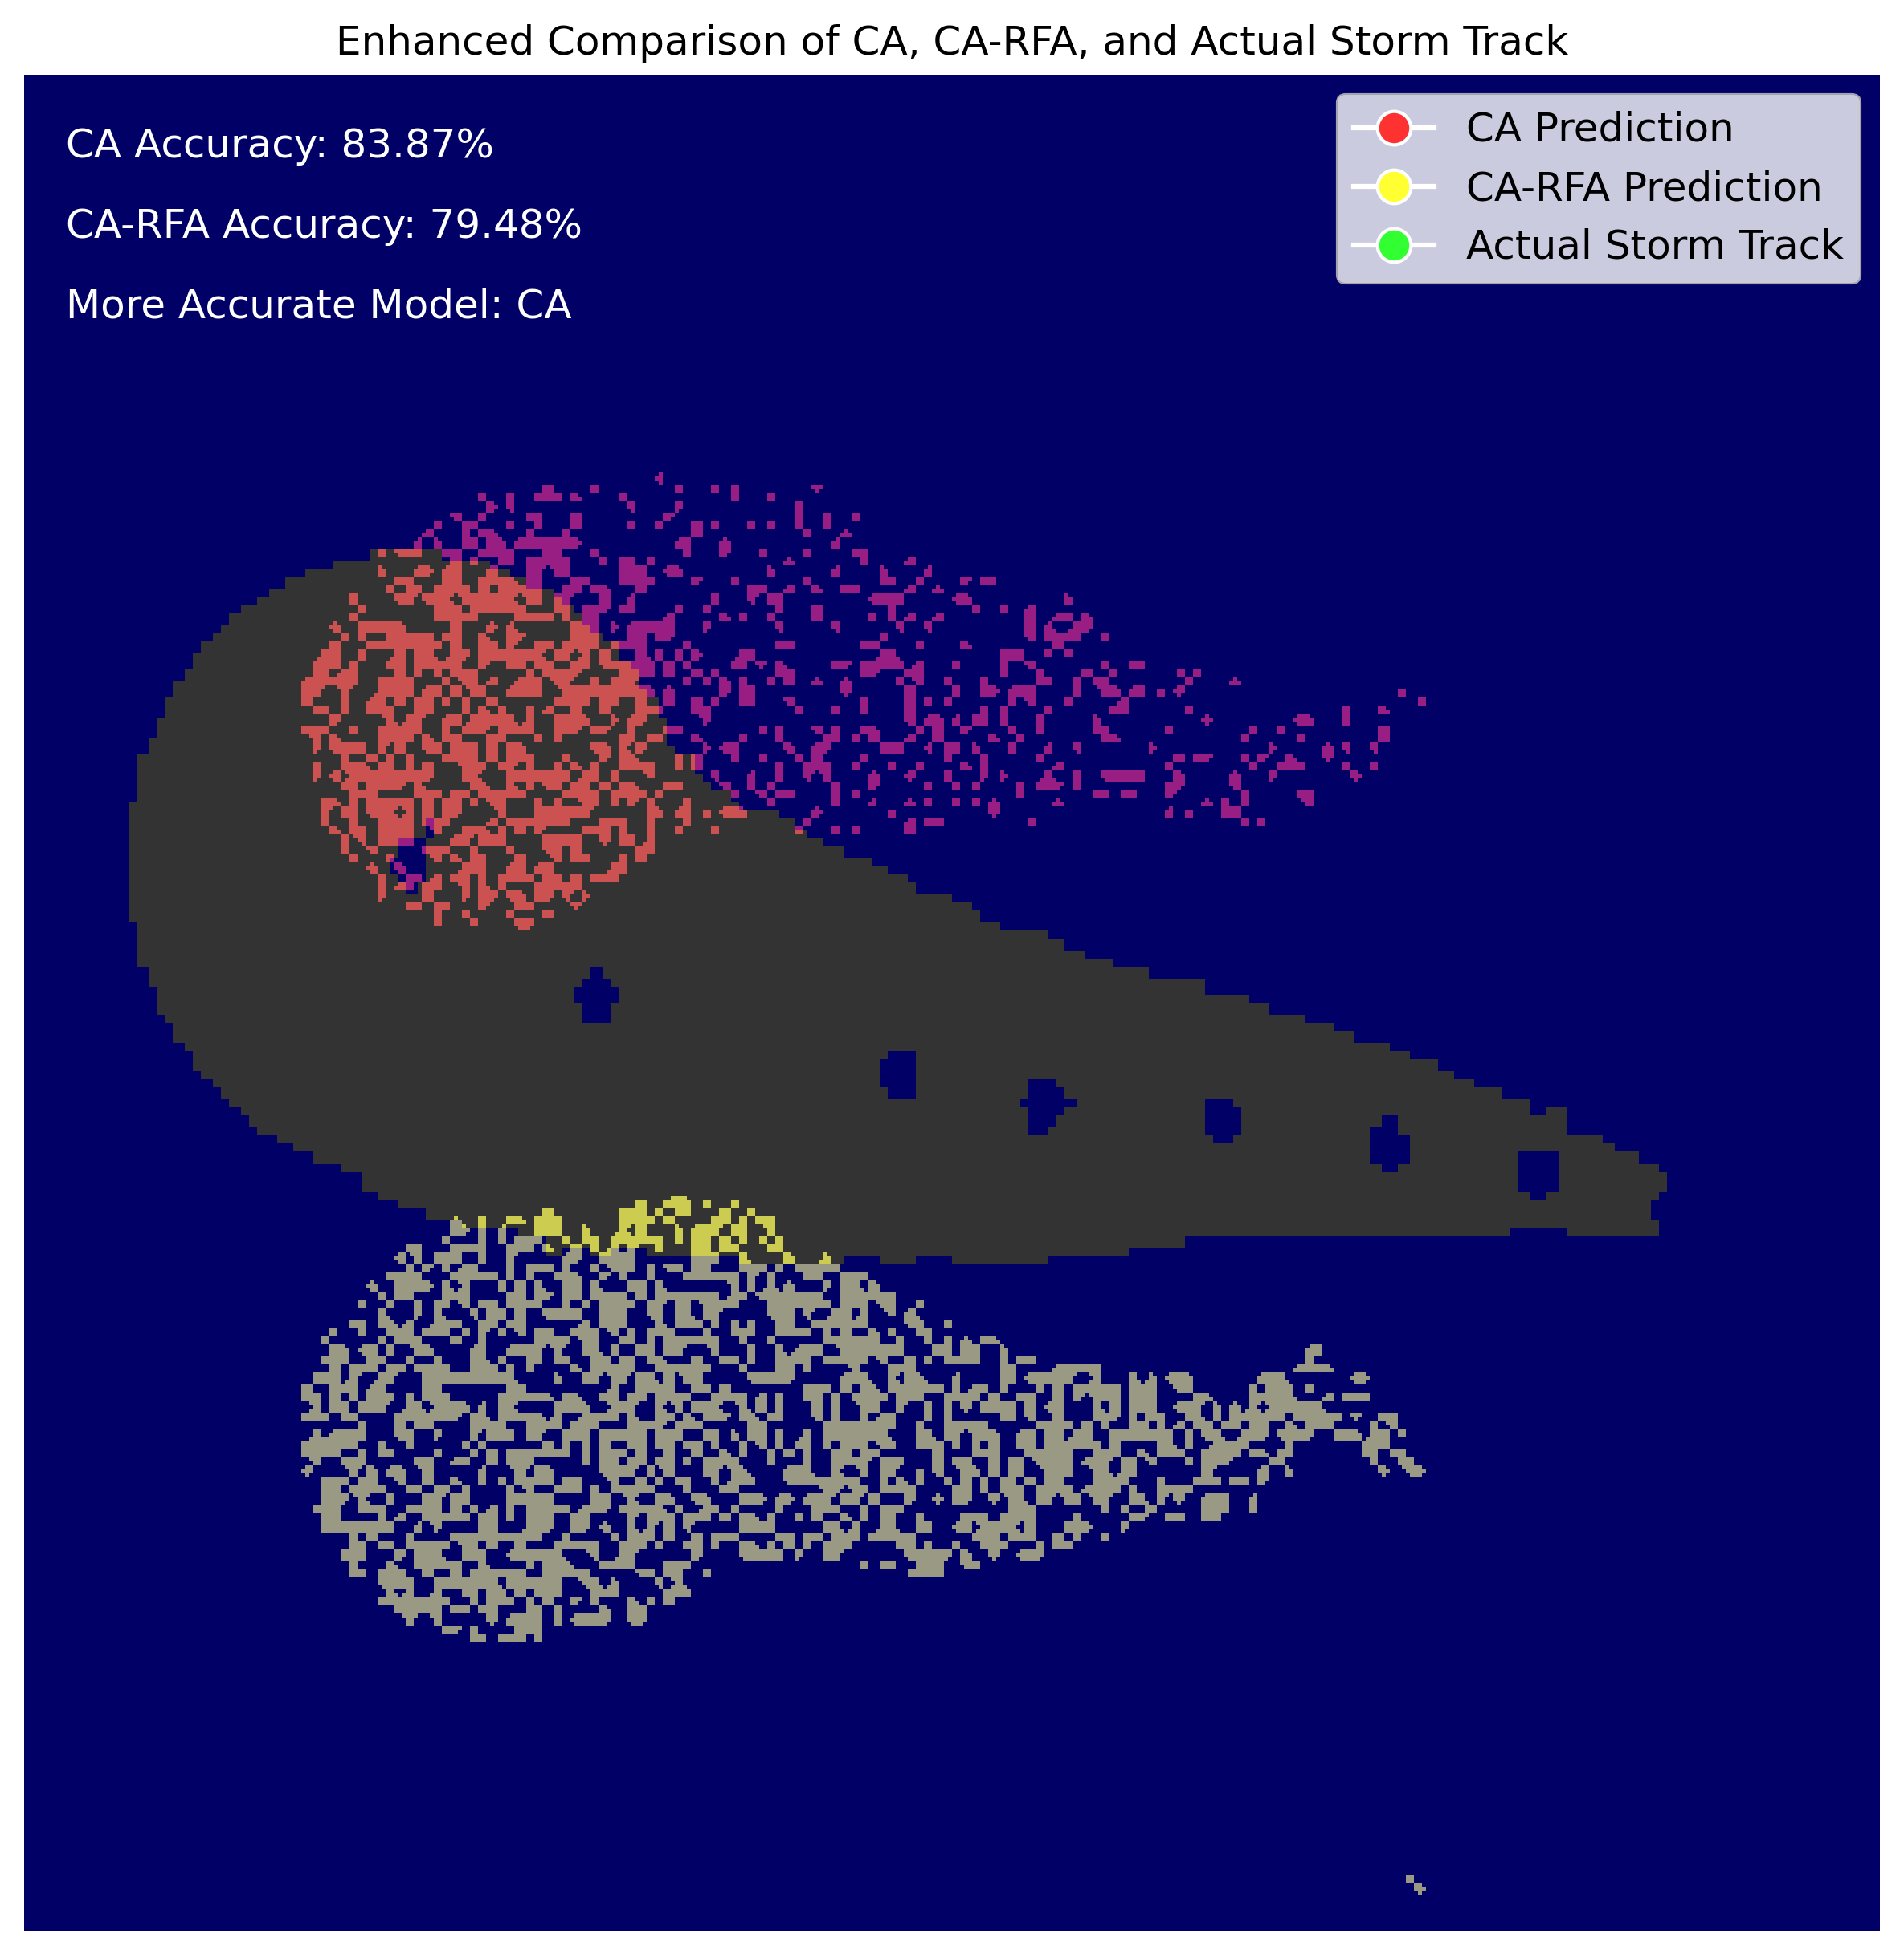 Enhanced Comparison of CA, CA-RFA, and Actual Storm Track
CA Accuracy: 83.87%
CA-RFA Accuracy: 79.48%
More Accurate Model: CA
CA Prediction
CA-RFA Prediction
Actual Storm Track